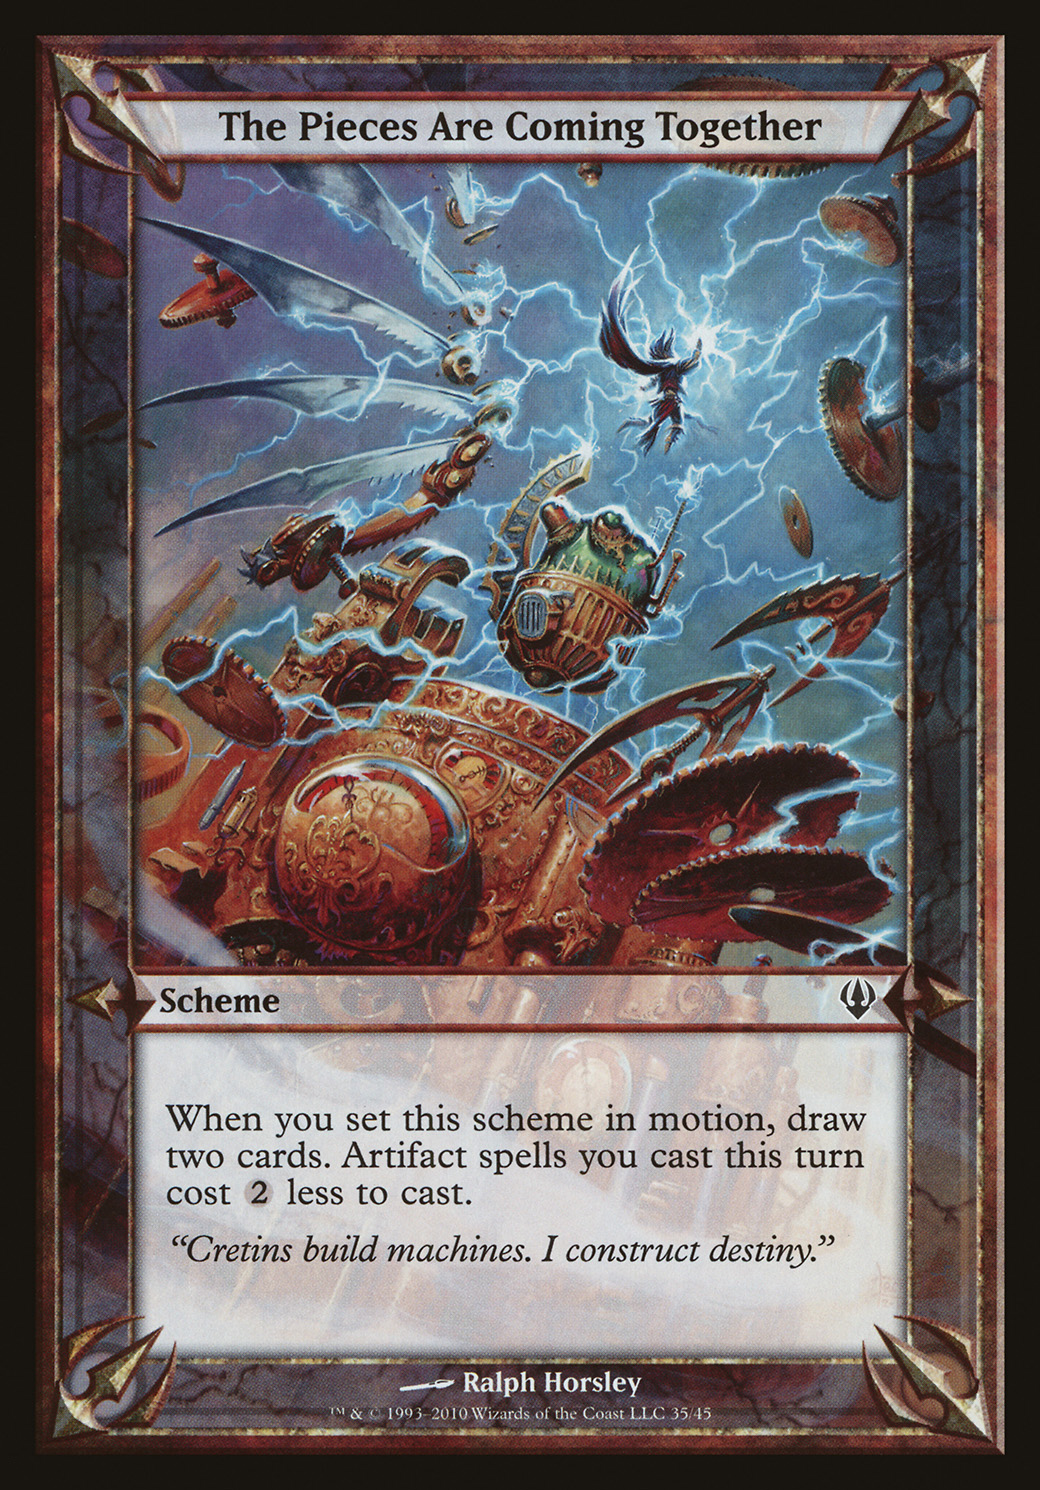 The Pieces Are Coming Together
Scheme
When you set this scheme in motion, draw
two cards. Artifact spells you cast this turn
cost 2 less to cast.
“Cretins build machines. I construct destiny.”
Ralph Horsley
™ & © 1993–2010 Wizards of the Coast LLC 35/45